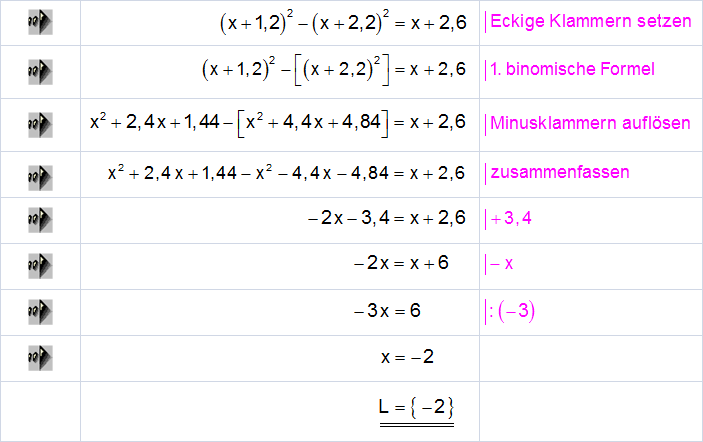 (x + 1,2)² − (x + 2,2)² = x + 2,6 | Eckige Klammern setzen
(x + 1,2)² − [(x + 2,2)²] = x + 2,6 | 1. binomische Formel
x² + 2,4x + 1,44 − [x² + 4,4x + 4,84] = x + 2,6 | Minusklammern auflösen
x² + 2,4x + 1,44 − x² − 4,4x − 4,84 = x + 2,6 | zusammenfassen
−2x − 3,4 = x + 2,6 | + 3,4
−2x = x + 6 | − x
−3x = 6 | : (−3)
x = −2
L = {−2}